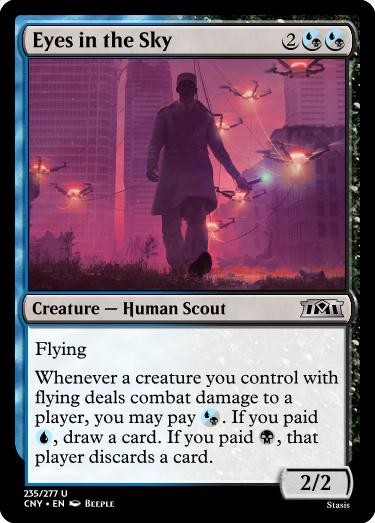 Eyes in the Sky 2
Creature — Human Scout
Flying
Whenever a creature you control with
flying deals combat damage to a
player, you may pay . If you paid
, draw a card. If you paid , that
player discards a card.
2/2
235/277 U
CNY • EN BEEPLE
Stasis